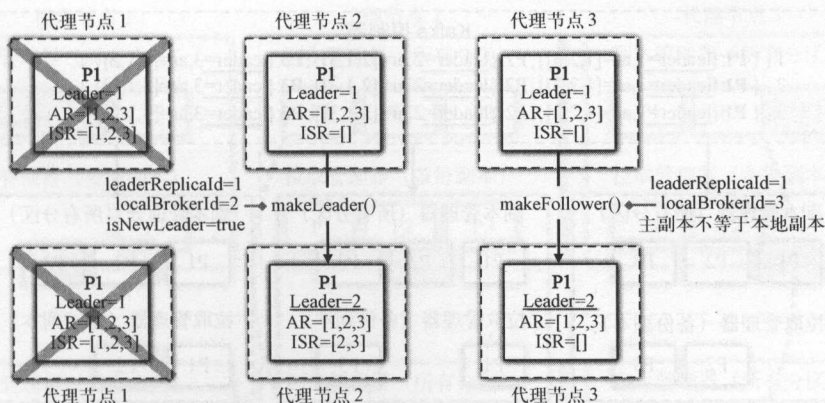 代理节点1
代理节点2
代理节点3
P1
Leader=1
AR=[1,2,3]
ISR=[1,2,3]
P1
Leader=1
AR=[1,2,3]
ISR=[]
P1
Leader=1
AR=[1,2,3]
ISR=[]
leaderReplicaId=1
localBrokerId=2
isNewLeader=true
makeLeader()
makeFollower()
leaderReplicaId=1
localBrokerId=3
主副本不等于本地副本
P1
Leader=1
AR=[1,2,3]
ISR=[1,2,3]
P1
Leader=2
AR=[1,2,3]
ISR=[2,3]
P1
Leader=2
AR=[1,2,3]
ISR=[]
代理节点1
代理节点2
代理节点3